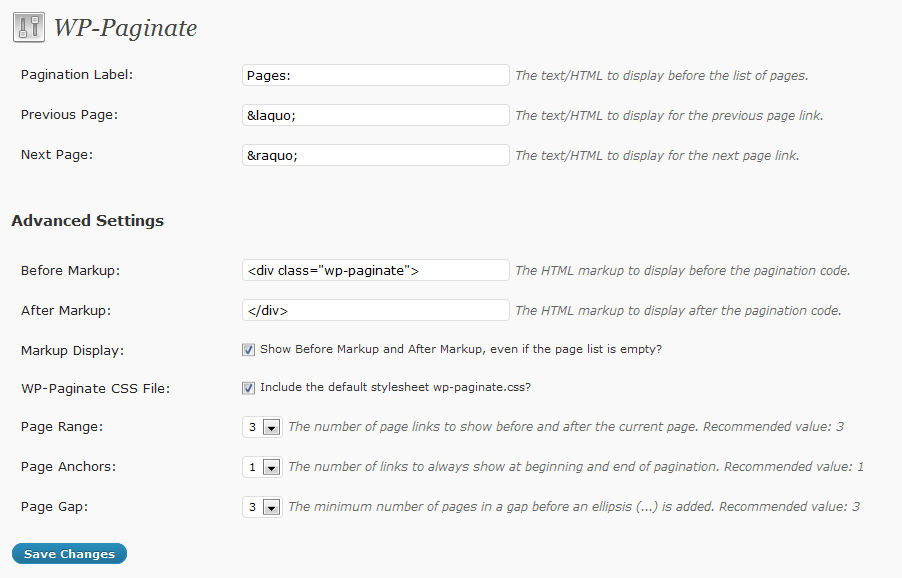 WP-Paginate
Pagination Label: Pages: The text/HTML to display before the list of pages.
Previous Page: &laquo; The text/HTML to display for the previous page link.
Next Page: &raquo; The text/HTML to display for the next page link.
Advanced Settings
Before Markup: <div class="wp-paginate"> The HTML markup to display before the pagination code.
After Markup: </div> The HTML markup to display after the pagination code.
Markup Display: Show Before Markup and After Markup, even if the page list is empty?
WP-Paginate CSS File: Include the default stylesheet wp-paginate.css?
Page Range: 3 The number of page links to show before and after the current page. Recommended value: 3
Page Anchors: 1 The number of links to always show at beginning and end of pagination. Recommended value: 1
Page Gap: 3 The minimum number of pages in a gap before an ellipsis (...) is added. Recommended value: 3
Save Changes